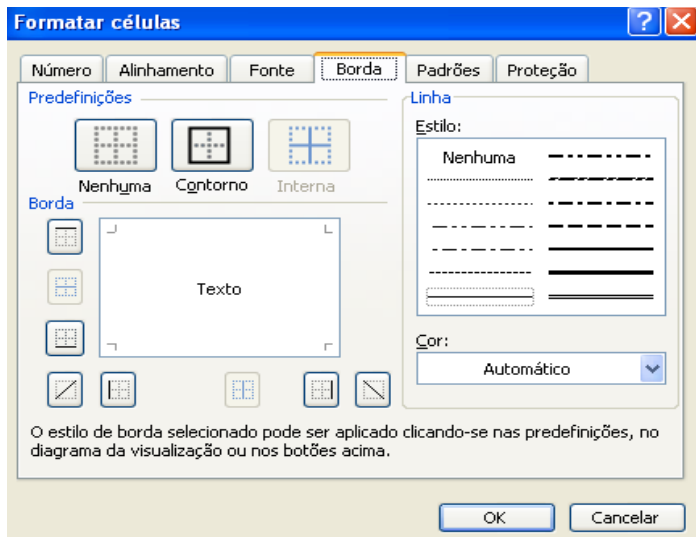 Formatar células
Número Alinhamento Fonte Borda Padrões Proteção
Predefinições
Nenhuma Contorno Interna
Borda
Texto
Linha
Estilo:
Nenhuma
Cor:
Automático
O estilo de borda selecionado pode ser aplicado clicando-se nas predefinições, no
diagrama da visualização ou nos botões acima.
OK Cancelar